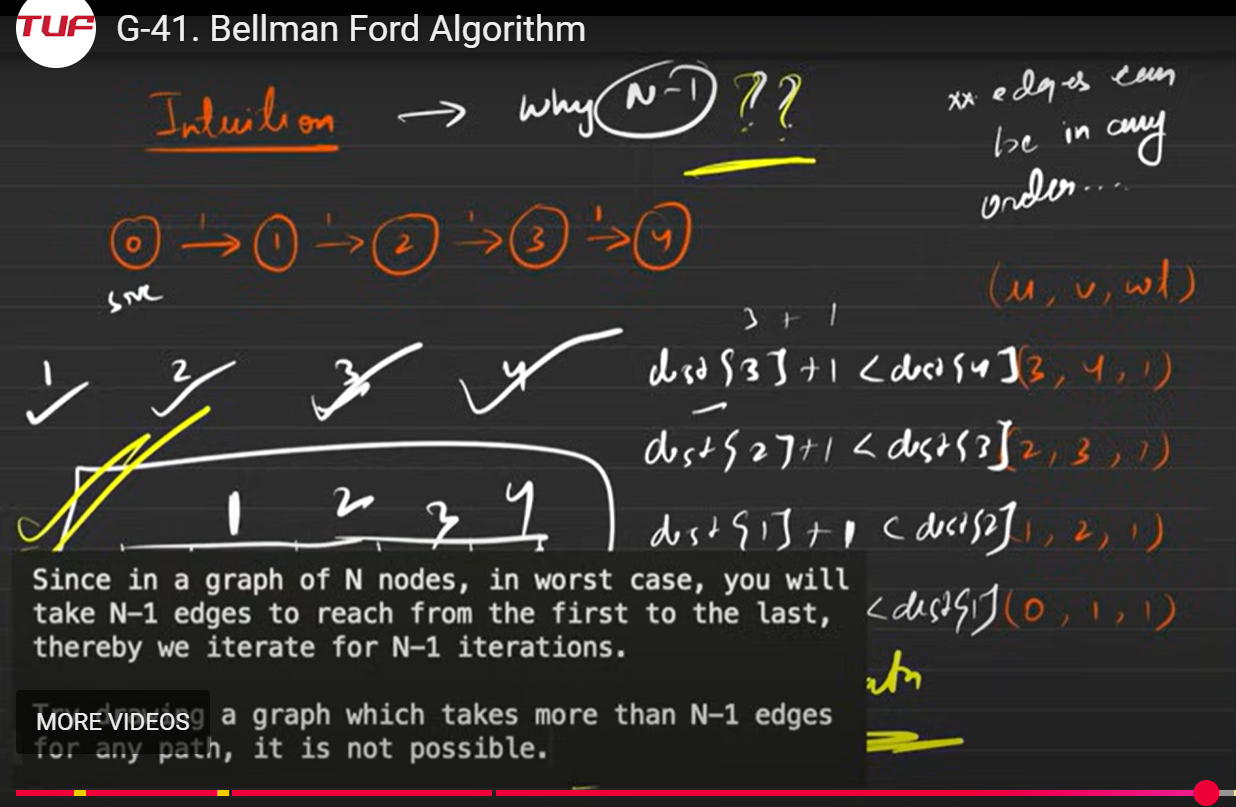 TUF G-41. Bellman Ford Algorithm
Intuition → why N-1 ??
** edges can
be in any
order....
0 → 1 → 2 → 3 → 4
1 1 1 1
src
(u, v, wt)
3 + 1
1 2 3 4
dist[3]+1 < dist[4] (3, 4, 1)
dist[2]+1 < dist[3] (2, 3, 1)
1 2 3 4
dist[1]+1 < dist[2] (1, 2, 1)
< dist[1] (0, 1, 1)
Since in a graph of N nodes, in worst case, you will
take N-1 edges to reach from the first to the last,
thereby we iterate for N-1 iterations.
MORE VIDEOS
Try drawing a graph which takes more than N-1 edges
for any path, it is not possible.